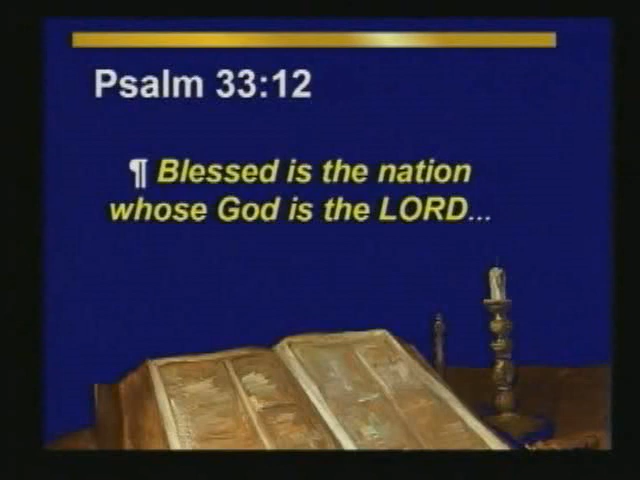 Psalm 33:12
¶ Blessed is the nation
whose God is the LORD...